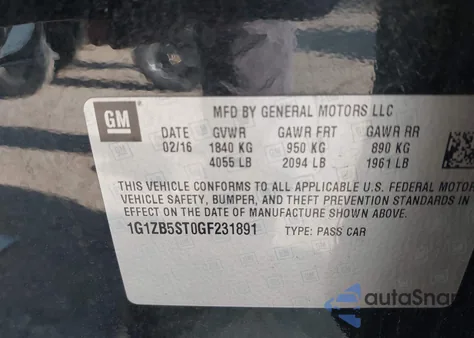 GM
MFD BY GENERAL MOTORS LLC
DATE GVWR GAWR FRT GAWR RR
02/16 1840 KG 950 KG 890 KG
4055 LB 2094 LB 1961 LB
THIS VEHICLE CONFORMS TO ALL APPLICABLE U.S. FEDERAL MOTOR
VEHICLE SAFETY, BUMPER, AND THEFT PREVENTION STANDARDS IN
EFFECT ON THE DATE OF MANUFACTURE SHOWN ABOVE.
1G1ZB5ST0GF231891 TYPE: PASS CAR